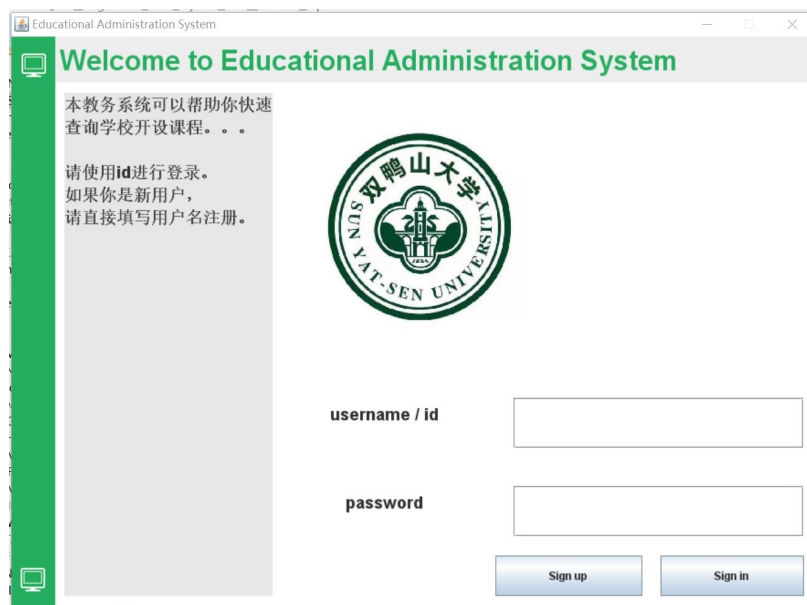 Educational Administration System
Welcome to Educational Administration System
本教务系统可以帮助你快速
查询学校开设课程。。。
请使用id进行登录。
如果你是新用户，
请直接填写用户名注册。
双鸭山大学
SUN YAT-SEN UNIVERSITY
username / id
password
Sign up
Sign in